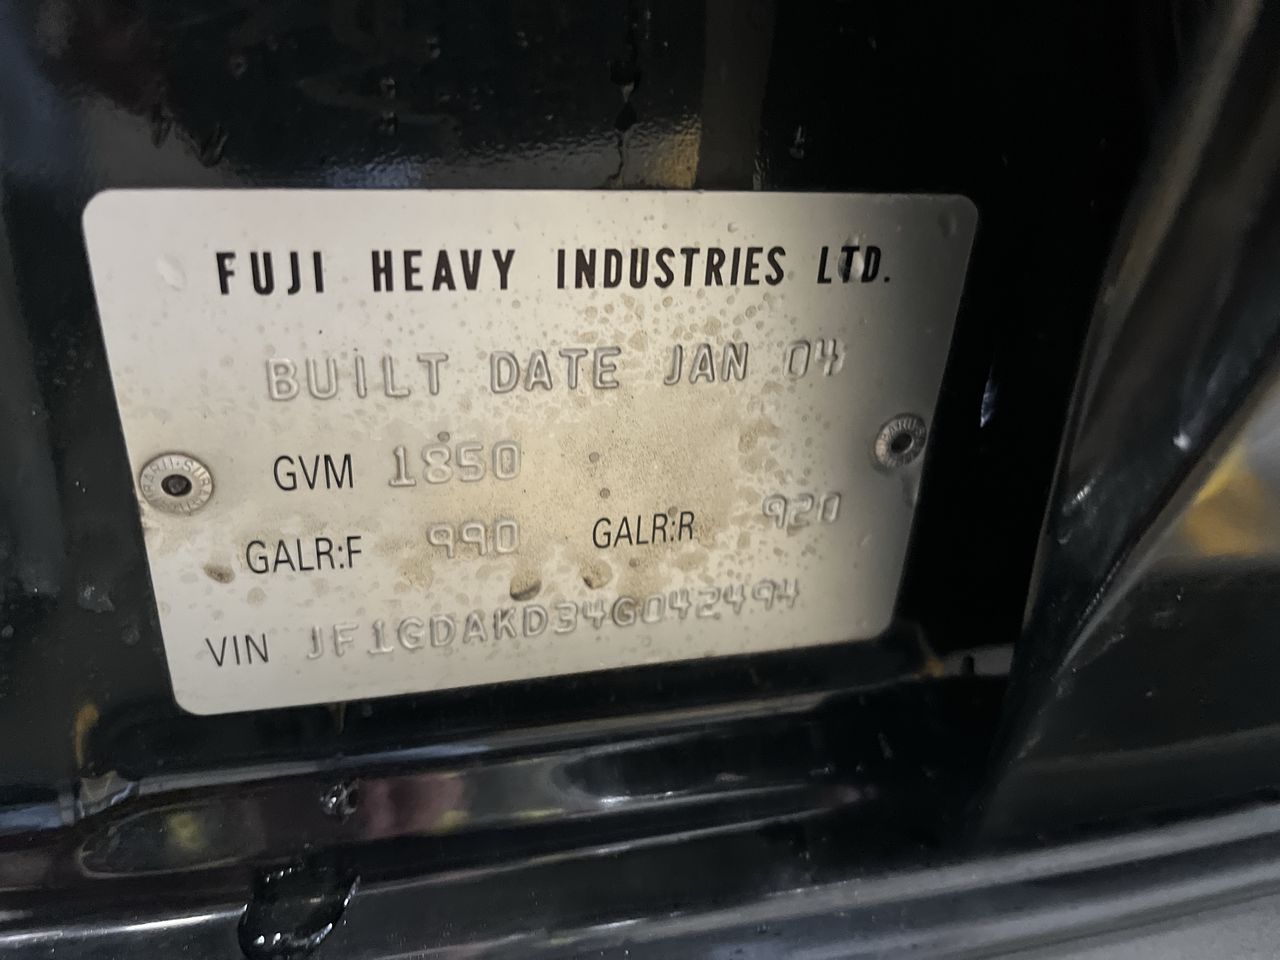 FUJI HEAVY INDUSTRIES LTD.
BUILT DATE JAN 04
GVM 1850
GALR:F 990 GALR:R 920
VIN JF1GDAKD34G042494